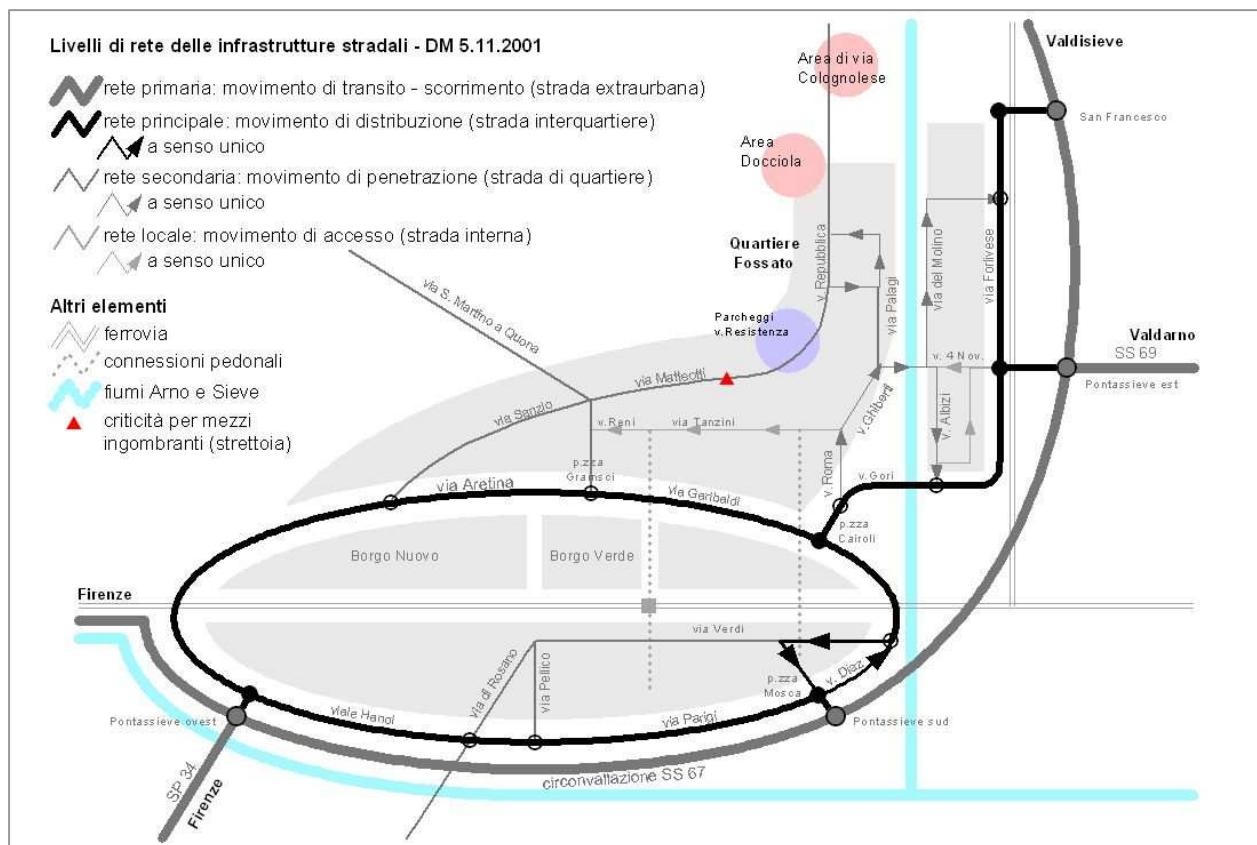 Livelli di rete delle infrastrutture stradali - DM 5.11.2001
rete primaria: movimento di transito - scorrimento (strada extraurbana)
rete principale: movimento di distribuzione (strada interquartiere)
a senso unico
rete secondaria: movimento di penetrazione (strada di quartiere)
a senso unico
rete locale: movimento di accesso (strada interna)
a senso unico
Altri elementi
ferrovia
connessioni pedonali
fiumi Arno e Sieve
criticità per mezzi
ingombranti (strettoia)
Area di via
Colognolese
Valdisieve
San Francesco
Area
Docciola
Quartiere
Fossato
v. Repubblica
via Palagi
via del Molino
via Forlivese
via S. Martino a Quona
Parcheggi
v.Resistenza
Valdarno
SS 69
Pontassieve est
v. 4 Nov.
via Matteotti
via Sanzio
v.Reni
via Tanzini
v.Ghiberti
v. Albizi
v. Roma
v. Gori
p.zza
Gramsci
via Aretina
via Garibaldi
p.zza
Cairoli
Borgo Nuovo
Borgo Verde
Firenze
via Verdi
via di Rosano
via Pellico
p.zza
Mosca
v. Diaz
Pontassieve ovest
viale Hanoi
via Parigi
Pontassieve sud
circonvallazione SS 67
SP 34
Firenze